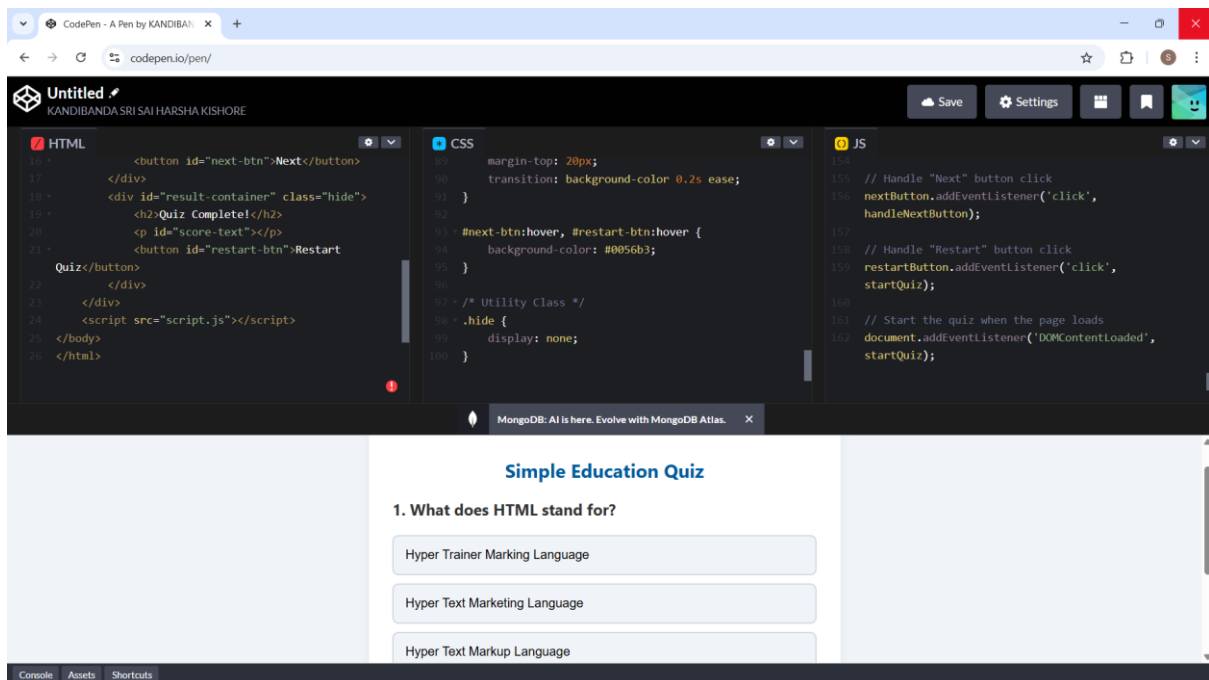 CodePen - A Pen by KANDIBAN
codepen.io/pen/
S
Untitled
KANDIBANDA SRI SAI HARSHA KISHORE
Save
Settings
HTML
16 <button id="next-btn">Next</button>
17 </div>
18 <div id="result-container" class="hide">
19 <h2>Quiz Complete!</h2>
20 <p id="score-text"></p>
21 <button id="restart-btn">Restart
Quiz</button>
22 </div>
23 </div>
24 <script src="script.js"></script>
25 </body>
26 </html>
CSS
89 margin-top: 20px;
90 transition: background-color 0.2s ease;
91 }
92
93 #next-btn:hover, #restart-btn:hover {
94 background-color: #0056b3;
95 }
96
97 /* Utility Class */
98 .hide {
99 display: none;
100 }
JS
154
155 // Handle "Next" button click
156 nextButton.addEventListener('click',
handleNextButton);
157
158 // Handle "Restart" button click
159 restartButton.addEventListener('click',
startQuiz);
160
161 // Start the quiz when the page loads
162 document.addEventListener('DOMContentLoaded',
startQuiz);
MongoDB: AI is here. Evolve with MongoDB Atlas.
Simple Education Quiz
1. What does HTML stand for?
Hyper Trainer Marking Language
Hyper Text Marketing Language
Hyper Text Markup Language
Console Assets Shortcuts